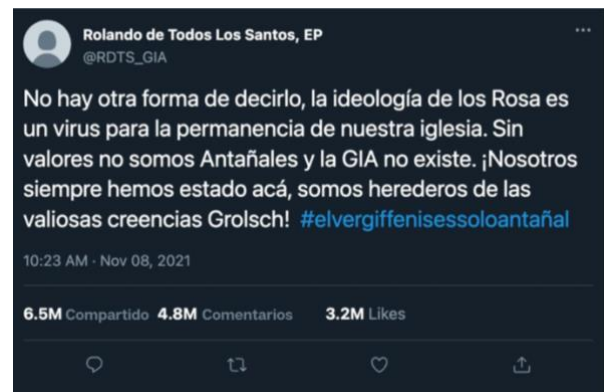 Rolando de Todos Los Santos, EP
@RDTS_GIA
No hay otra forma de decirlo, la ideología de los Rosa es
un virus para la permanencia de nuestra iglesia. Sin
valores no somos Antañales y la GIA no existe. ¡Nosotros
siempre hemos estado acá, somos herederos de las
valiosas creencias Grolsch! #elvergiffenisessoloantañal
10:23 AM · Nov 08, 2021
6.5M Compartido 4.8M Comentarios 3.2M Likes